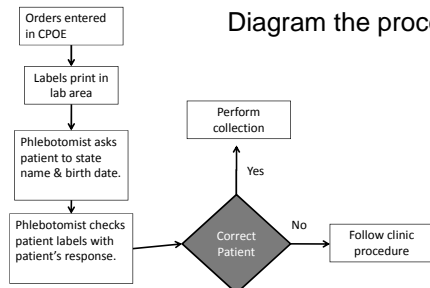 Diagram the proc
Orders entered
in CPOE
Labels print in
lab area
Phlebotomist asks
patient to state
name & birth date.
Phlebotomist checks
patient labels with
patient's response.
Correct
Patient
Yes
Perform
collection
No
Follow clinic
procedure